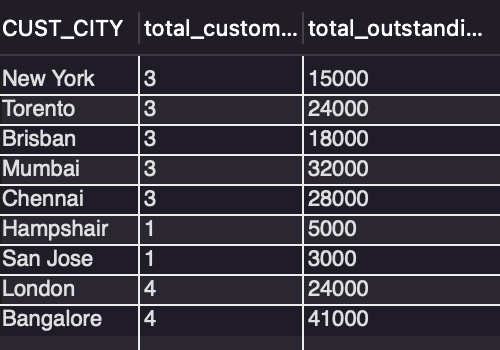 CUST_CITY total_custom... total_outstandi...
New York 3 15000
Torento 3 24000
Brisban 3 18000
Mumbai 3 32000
Chennai 3 28000
Hampshair 1 5000
San Jose 1 3000
London 4 24000
Bangalore 4 41000